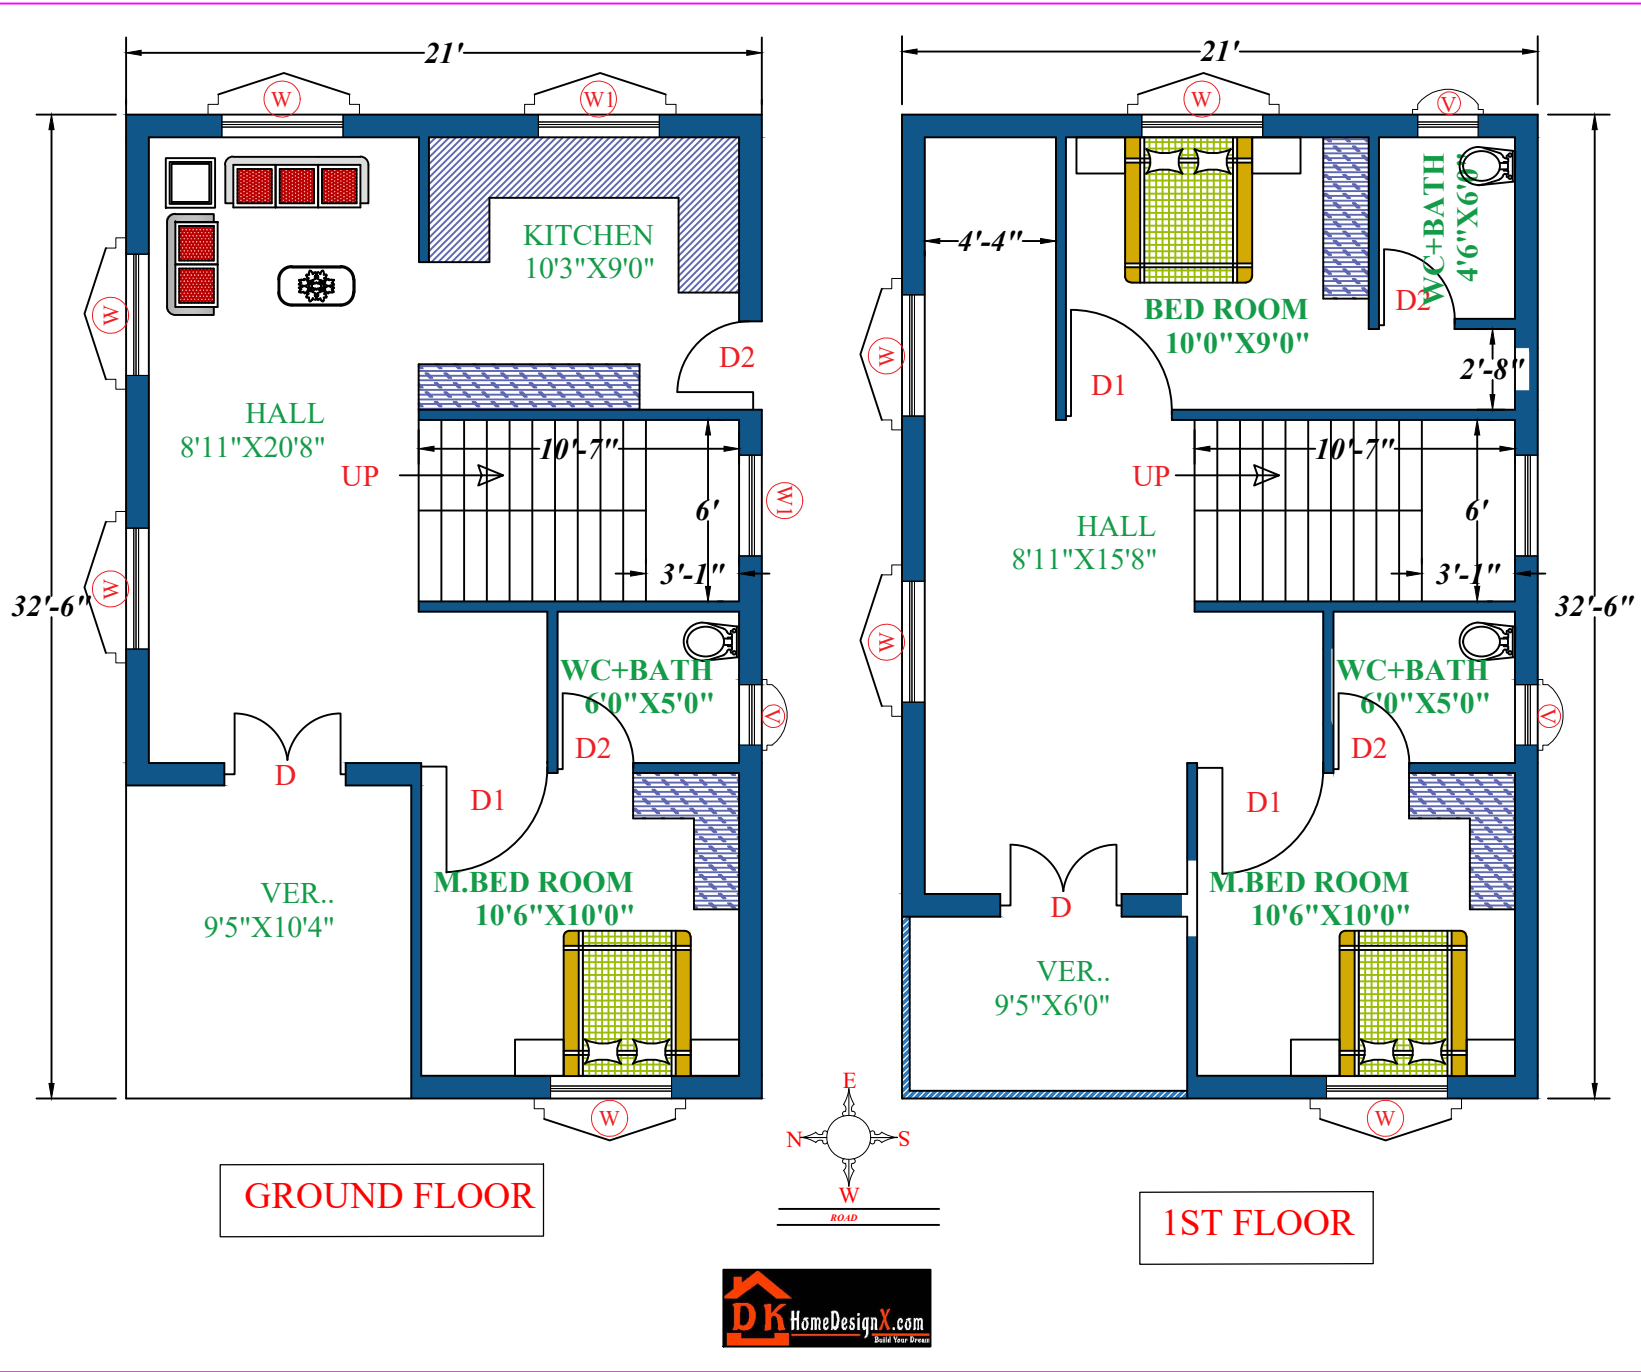 21'
W
W1
KITCHEN
10'3"X9'0"
W
D2
HALL
8'11"X20'8"
UP
10'-7"
W1
6'
3'-1"
W
32'-6"
WC+BATH
6'0"X5'0"
V
D2
D
D1
M.BED ROOM
10'6"X10'0"
VER..
9'5"X10'4"
W
GROUND FLOOR
21'
W
V
4'-4"
WC+BATH
4'6"X6'0"
D2
BED ROOM
10'0"X9'0"
W
2'-8"
D1
10'-7"
UP
6'
HALL
8'11"X15'8"
3'-1"
32'-6"
W
WC+BATH
6'0"X5'0"
V
D2
D1
M.BED ROOM
10'6"X10'0"
D
VER..
9'5"X6'0"
W
1ST FLOOR
E
N
S
W
ROAD
DK HomeDesignX.com
Build Your Dream